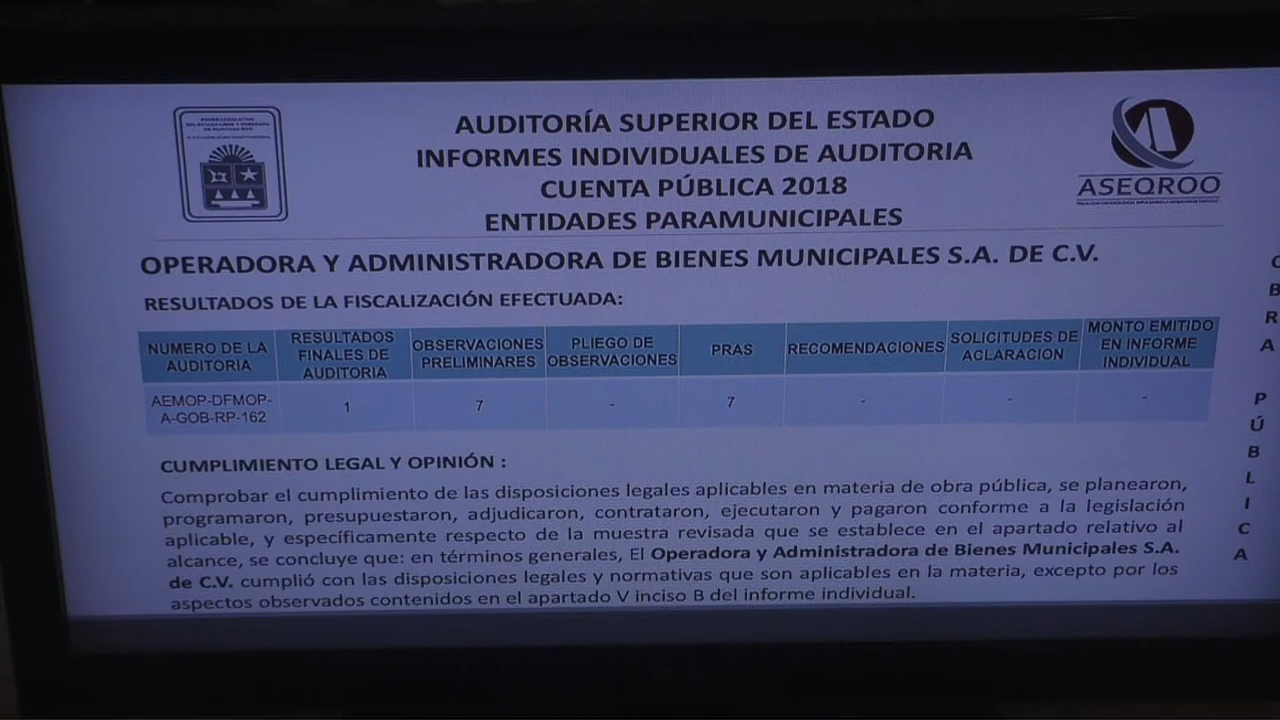 AUDITORÍA SUPERIOR DEL ESTADO
INFORMES INDIVIDUALES DE AUDITORIA
CUENTA PÚBLICA 2018
ENTIDADES PARAMUNICIPALES
ASEQROO
OPERADORA Y ADMINISTRADORA DE BIENES MUNICIPALES S.A. DE C.V.
RESULTADOS DE LA FISCALIZACIÓN EFECTUADA:
NUMERO DE LA AUDITORÍA
RESULTADOS FINALES DE AUDITORIA
OBSERVACIONES PRELIMINARES
PLIEGO DE OBSERVACIONES
PRAS
RECOMENDACIONES
SOLICITUDES DE ACLARACION
MONTO EMITIDO EN INFORME INDIVIDUAL
AEMOP-DFMOP-A-GOB-RP-162
1
7
-
7
-
-
-
CUMPLIMIENTO LEGAL Y OPINIÓN :
Comprobar el cumplimiento de las disposiciones legales aplicables en materia de obra pública, se planearon,
programaron, presupuestaron, adjudicaron, contrataron, ejecutaron y pagaron conforme a la legislación
aplicable, y específicamente respecto de la muestra revisada que se establece en el apartado relativo al
alcance, se concluye que: en términos generales, El Operadora y Administradora de Bienes Municipales S.A.
de C.V. cumplió con las disposiciones legales y normativas que son aplicables en la materia, excepto por los
aspectos observados contenidos en el apartado V inciso B del informe individual.
OBRA PÚBLICA